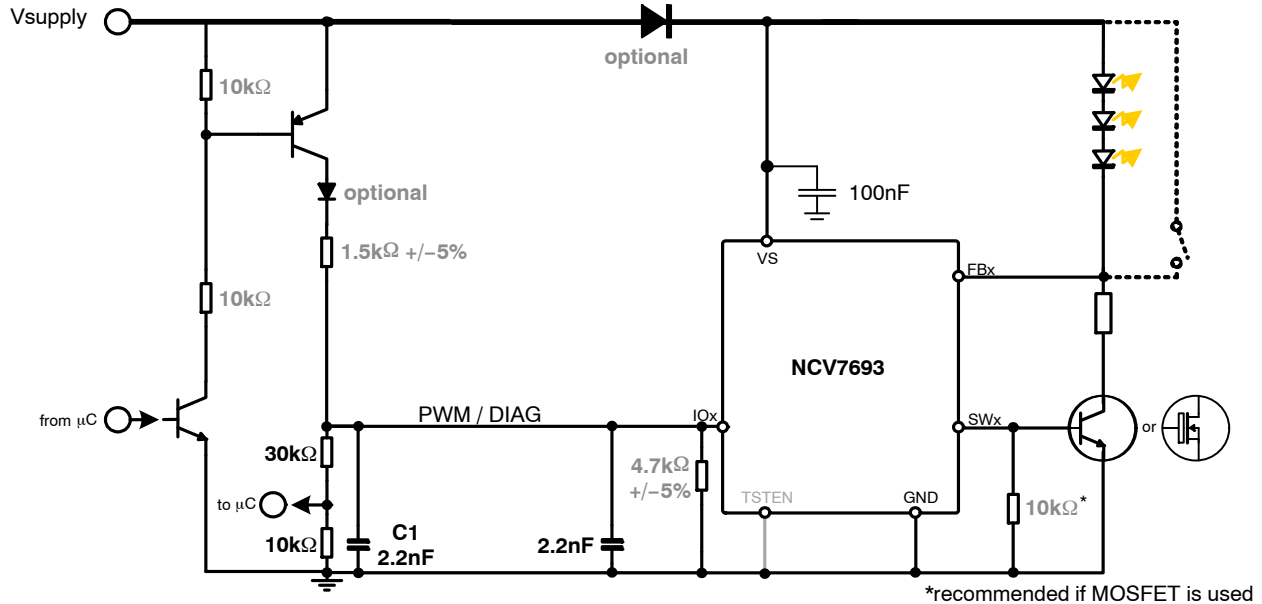 Vsupply
optional
10kΩ
optional
100nF
1.5kΩ +/−5%
VS
FBx
10kΩ
NCV7693
from μC
PWM / DIAG
IOx
SWx
or
30kΩ
4.7kΩ
+/−5%
to μC
TSTEN
GND
10kΩ*
10kΩ
C1
2.2nF
2.2nF
*recommended if MOSFET is used